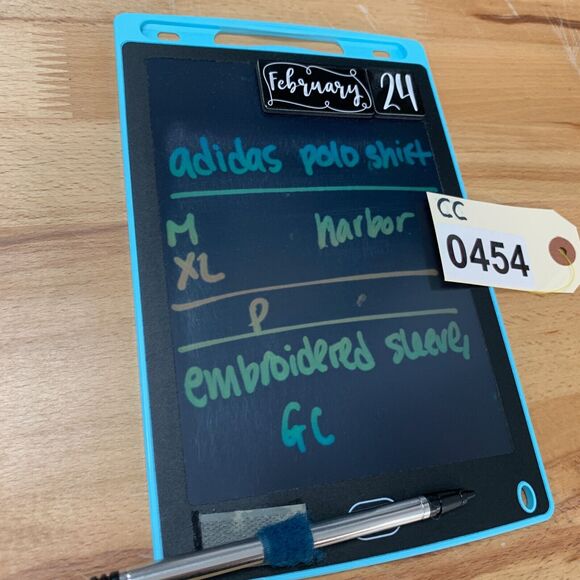 February 24
adidas polo shirt
CC
0454
M harbor
XL
P
embroidered sleeve,
GC